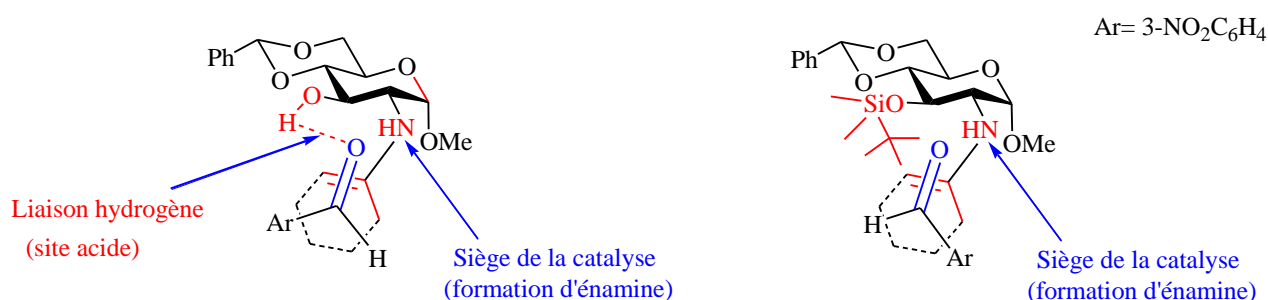 Ar= 3-NO2C6H4
Ph
O
O
O
O
H
HN
OMe
O
Ar
H
Liaison hydrogène
(site acide)
Siège de la catalyse
(formation d'énamine)
Ph
O
O
O
SiO
HN
OMe
O
H
Ar
Siège de la catalyse
(formation d'énamine)